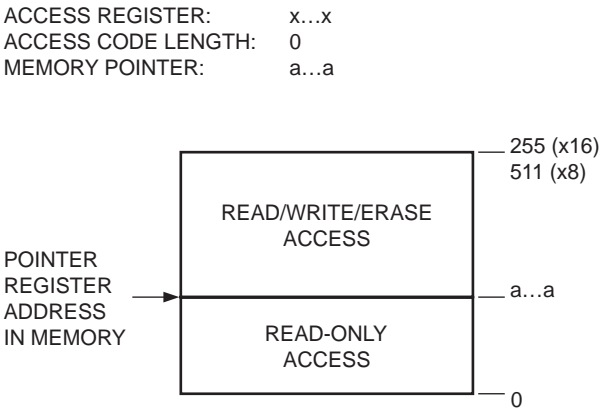 ACCESS REGISTER: x…x
ACCESS CODE LENGTH: 0
MEMORY POINTER: a…a
255 (x16)
511 (x8)
READ/WRITE/ERASE
ACCESS
POINTER
REGISTER
ADDRESS
IN MEMORY
a…a
READ-ONLY
ACCESS
0